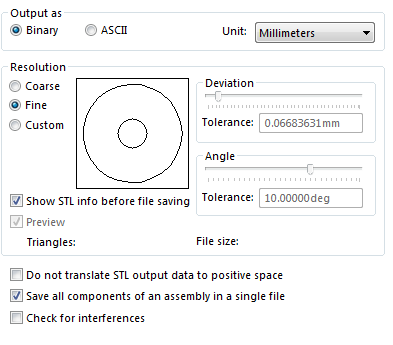 Output as
Binary ASCII Unit: Millimeters
Resolution
Coarse
Fine
Custom
Deviation
Tolerance: 0.06683631mm
Angle
Tolerance: 10.00000deg
Show STL info before file saving
Preview
Triangles: File size:
Do not translate STL output data to positive space
Save all components of an assembly in a single file
Check for interferences